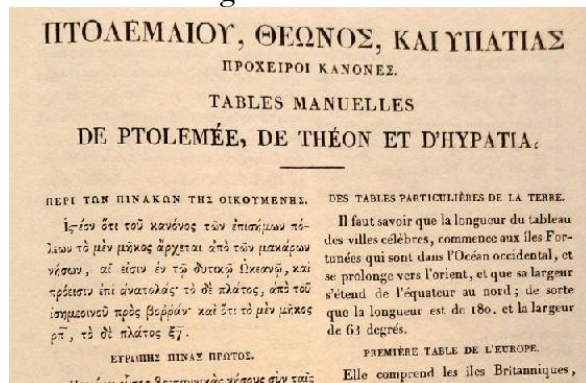 ΠΤΟΛΕΜΑΙΟΥ, ΘΕΩΝΟΣ, ΚΑΙ ΥΠΑΤΙΑΣ
ΠΡΟΧΕΙΡΟΙ ΚΑΝΟΝΕΣ.
TABLES MANUELLES
DE PTOLEMÉE, DE THÉON ET D'HYPATIA.
ΠΕΡΙ ΤΩΝ ΠΙΝΑΚΩΝ ΤΗΣ ΟΙΚΟΥΜΕΝΗΣ.
Ἰστέον ὅτι τοῦ κανόνος τῶν ἐπισήμων πό-
λεων τὸ μὲν μῆκος ἄρχεται ἀπὸ τῶν μακάρων
νήσων, αἵ εἰσιν ἐν τῷ δυτικῷ Ὠκεανῷ, καὶ
πρόεισιν ἐπὶ ἀνατολάς· τὸ δὲ πλάτος, ἀπὸ τοῦ
ἰσημερινοῦ πρὸς βορρᾶν· καὶ ὅτι τὸ μὲν μῆκος
ρπ, τὸ δὲ πλάτος ξγ.
ΕΥΡΩΠΗΣ ΠΙΝΑΞ ΠΡΩΤΟΣ.
νήσους σὺν ταῖς
DES TABLES PARTICULIÈRES DE LA TERRE.
Il faut savoir que la longueur du tableau
des villes célèbres, commence aux îles For-
tunées qui sont dans l'Océan occidental, et
se prolonge vers l'orient, et que sa largeur
s'étend de l'équateur au nord; de sorte
que la longueur est de 180. et la largeur
de 63 degrés.
PREMIÈRE TABLE DE L'EUROPE.
Elle comprend les îles Britanniques,